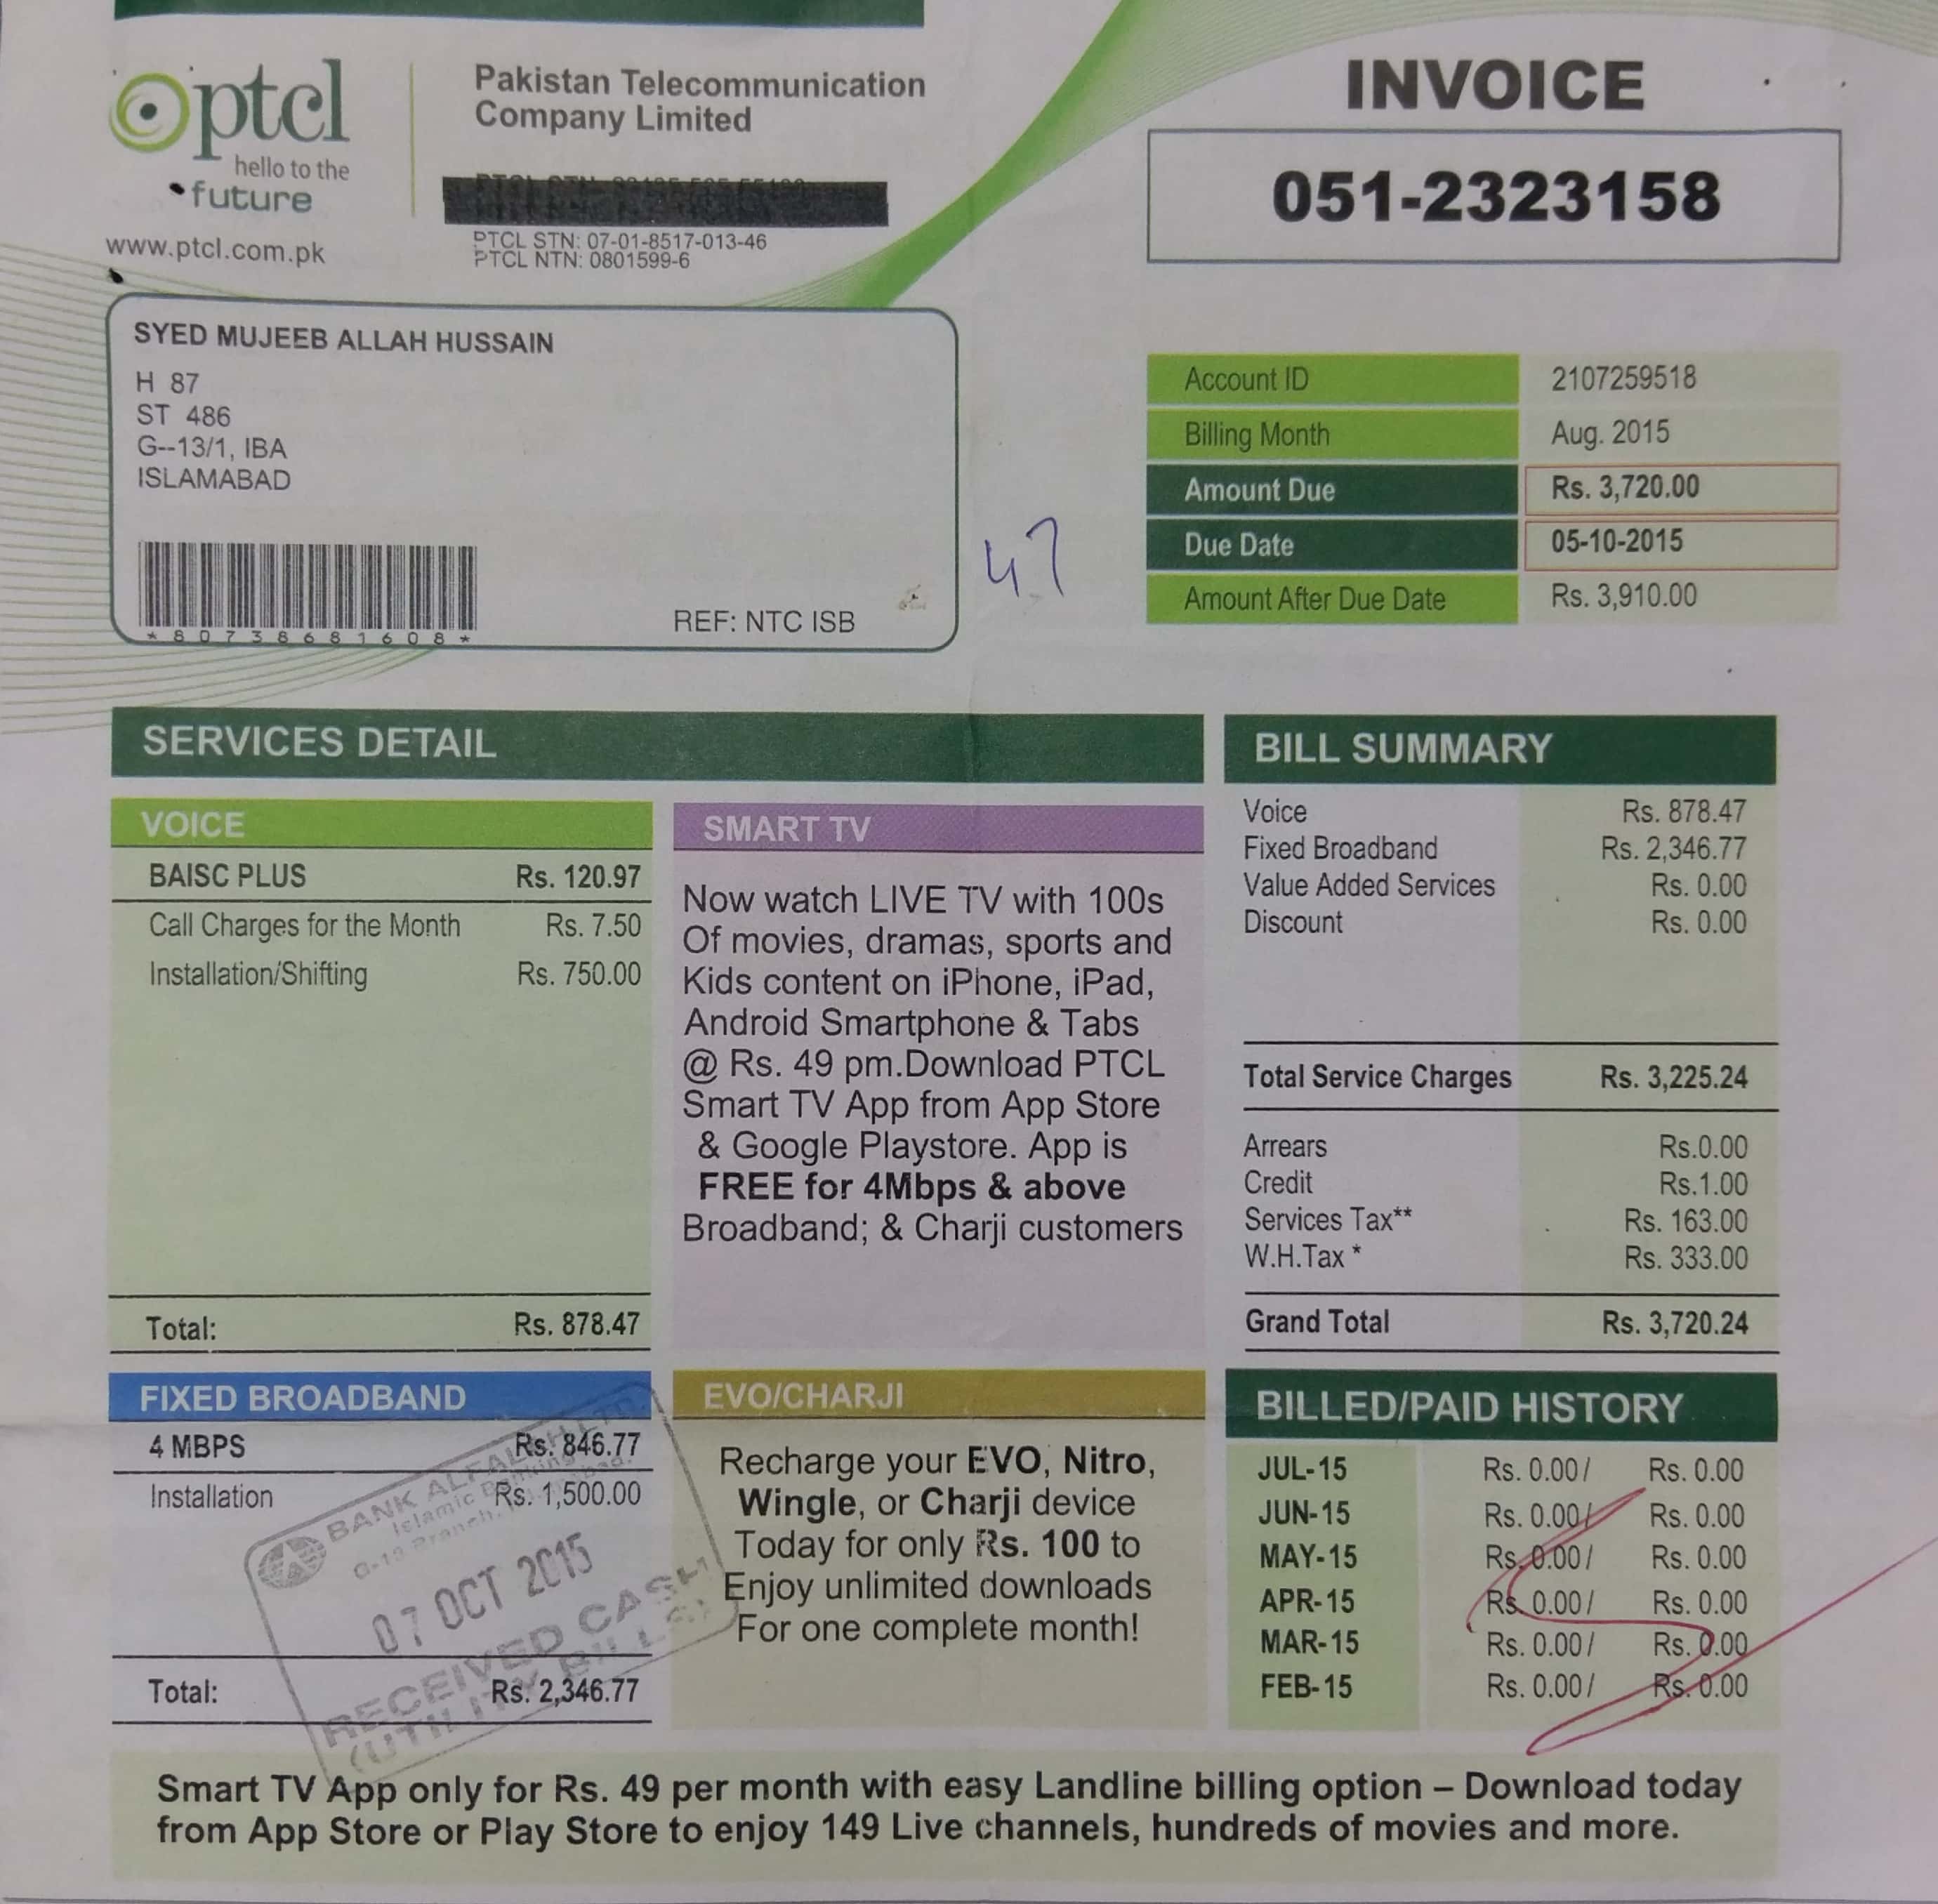 ptcl
hello to the
future
www.ptcl.com.pk
Pakistan Telecommunication
Company Limited
PTCL STN: 07-01-8517-013-46
PTCL NTN: 0801599-6
INVOICE
051-2323158
SYED MUJEEB ALLAH HUSSAIN
H 87
ST 486
G--13/1, IBA
ISLAMABAD
*80738681608*
REF: NTC ISB
47
Account ID 2107259518
Billing Month Aug. 2015
Amount Due Rs. 3,720.00
Due Date 05-10-2015
Amount After Due Date Rs. 3,910.00
SERVICES DETAIL
VOICE
BAISC PLUS Rs. 120.97
Call Charges for the Month Rs. 7.50
Installation/Shifting Rs. 750.00
Total: Rs. 878.47
SMART TV
Now watch LIVE TV with 100s
Of movies, dramas, sports and
Kids content on iPhone, iPad,
Android Smartphone & Tabs
@ Rs. 49 pm.Download PTCL
Smart TV App from App Store
& Google Playstore. App is
FREE for 4Mbps & above
Broadband; & Charji customers
BILL SUMMARY
Voice Rs. 878.47
Fixed Broadband Rs. 2,346.77
Value Added Services Rs. 0.00
Discount Rs. 0.00
Total Service Charges Rs. 3,225.24
Arrears Rs.0.00
Credit Rs.1.00
Services Tax** Rs. 163.00
W.H.Tax * Rs. 333.00
Grand Total Rs. 3,720.24
FIXED BROADBAND
4 MBPS Rs. 846.77
Installation Rs. 1,500.00
Total: Rs. 2,346.77
BANK ALFALAH LTD.
Islamic Banking
Branch,
07 OCT 2015
RECEIVED CASH
(UTILITY BILLS)
EVO/CHARJI
Recharge your EVO, Nitro,
Wingle, or Charji device
Today for only Rs. 100 to
Enjoy unlimited downloads
For one complete month!
BILLED/PAID HISTORY
JUL-15 Rs. 0.00/ Rs. 0.00
JUN-15 Rs. 0.00/ Rs. 0.00
MAY-15 Rs. 0.00/ Rs. 0.00
APR-15 Rs. 0.00/ Rs. 0.00
MAR-15 Rs. 0.00/ Rs. 0.00
FEB-15 Rs. 0.00/ Rs. 0.00
Smart TV App only for Rs. 49 per month with easy Landline billing option – Download today
from App Store or Play Store to enjoy 149 Live channels, hundreds of movies and more.